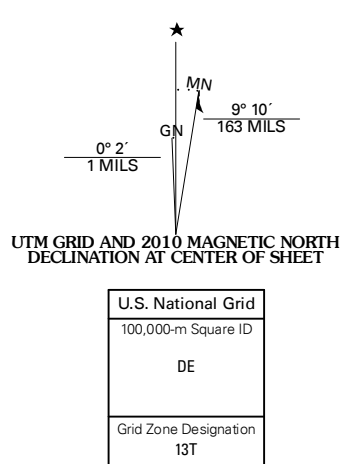 MN
GN
9° 10´
163 MILS
0° 2´
1 MILS
UTM GRID AND 2010 MAGNETIC NORTH
DECLINATION AT CENTER OF SHEET
U.S. National Grid
100,000-m Square ID
DE
Grid Zone Designation
13T